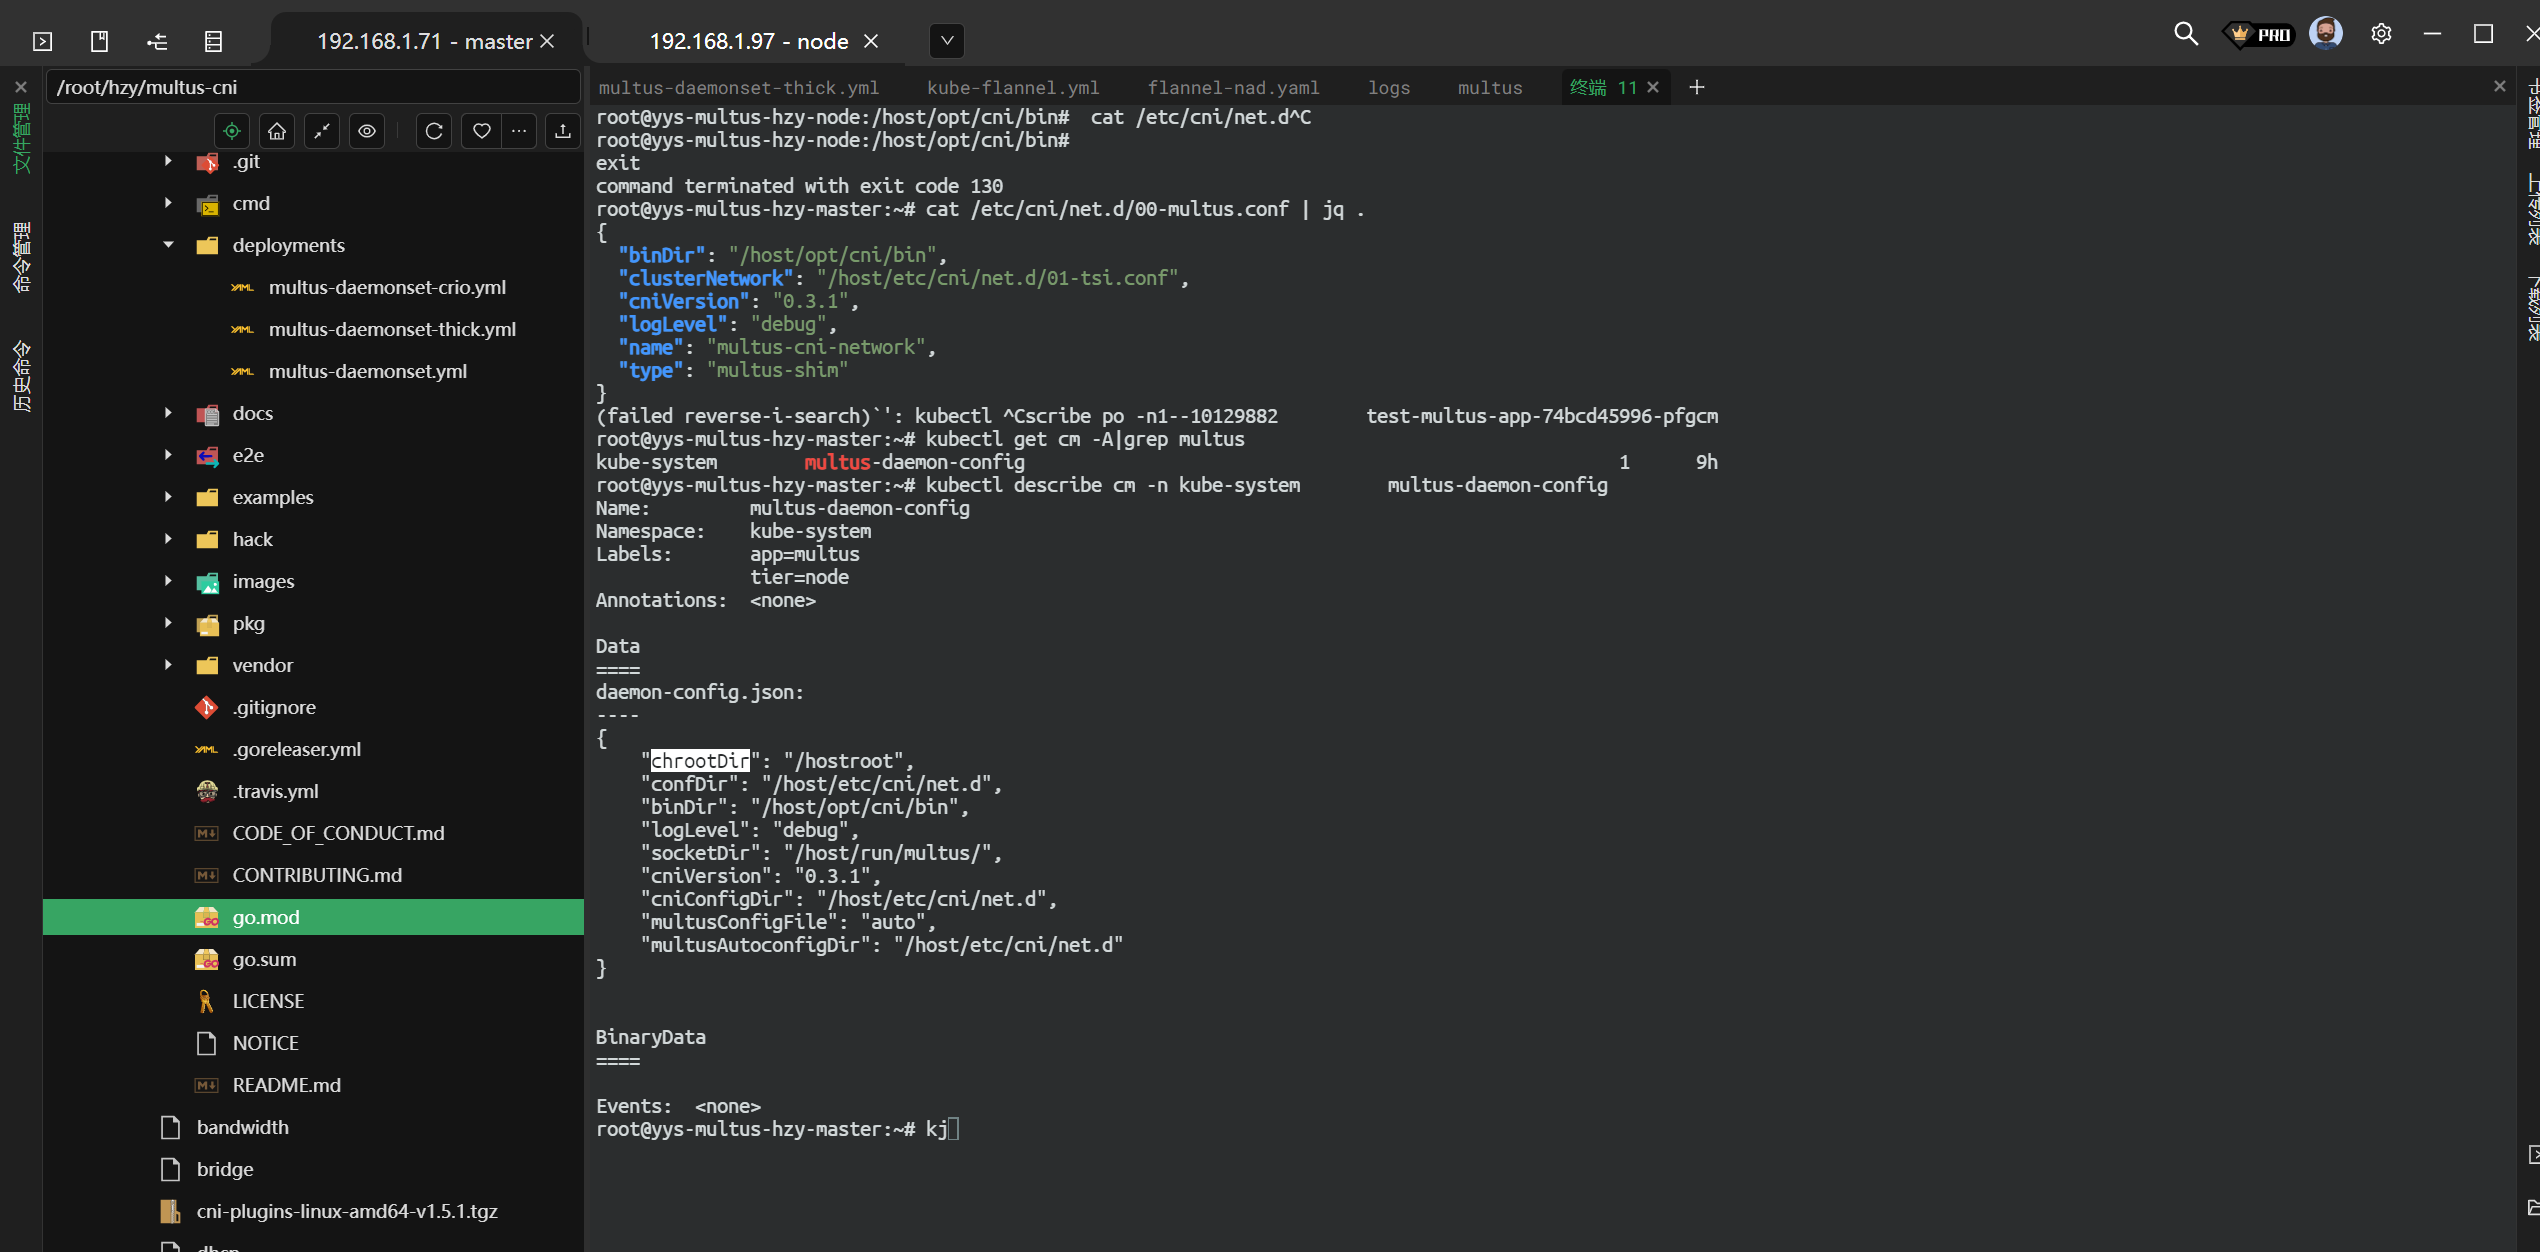 192.168.1.71 - master
192.168.1.97 - node
PRO
/root/hzy/multus-cni
文件管理
命令管理
历史命令
.git
cmd
deployments
multus-daemonset-crio.yml
multus-daemonset-thick.yml
multus-daemonset.yml
docs
e2e
examples
hack
images
pkg
vendor
.gitignore
.goreleaser.yml
.travis.yml
CODE_OF_CONDUCT.md
CONTRIBUTING.md
go.mod
go.sum
LICENSE
NOTICE
README.md
bandwidth
bridge
cni-plugins-linux-amd64-v1.5.1.tgz
multus-daemonset-thick.yml kube-flannel.yml flannel-nad.yaml logs multus 终端 11
root@yys-multus-hzy-node:/host/opt/cni/bin#  cat /etc/cni/net.d^C
root@yys-multus-hzy-node:/host/opt/cni/bin#
exit
command terminated with exit code 130
root@yys-multus-hzy-master:~# cat /etc/cni/net.d/00-multus.conf | jq .
{
  "binDir": "/host/opt/cni/bin",
  "clusterNetwork": "/host/etc/cni/net.d/01-tsi.conf",
  "cniVersion": "0.3.1",
  "logLevel": "debug",
  "name": "multus-cni-network",
  "type": "multus-shim"
}
(failed reverse-i-search)`': kubectl ^Cscribe po -n1--10129882        test-multus-app-74bcd45996-pfgcm
root@yys-multus-hzy-master:~# kubectl get cm -A|grep multus
kube-system        multus-daemon-config                                                      1      9h
root@yys-multus-hzy-master:~# kubectl describe cm -n kube-system        multus-daemon-config
Name:         multus-daemon-config
Namespace:    kube-system
Labels:       app=multus
              tier=node
Annotations:  <none>
Data
====
daemon-config.json:
----
{
    "chrootDir": "/hostroot",
    "confDir": "/host/etc/cni/net.d",
    "binDir": "/host/opt/cni/bin",
    "logLevel": "debug",
    "socketDir": "/host/run/multus/",
    "cniVersion": "0.3.1",
    "cniConfigDir": "/host/etc/cni/net.d",
    "multusConfigFile": "auto",
    "multusAutoconfigDir": "/host/etc/cni/net.d"
}
BinaryData
====
Events:  <none>
root@yys-multus-hzy-master:~# kj